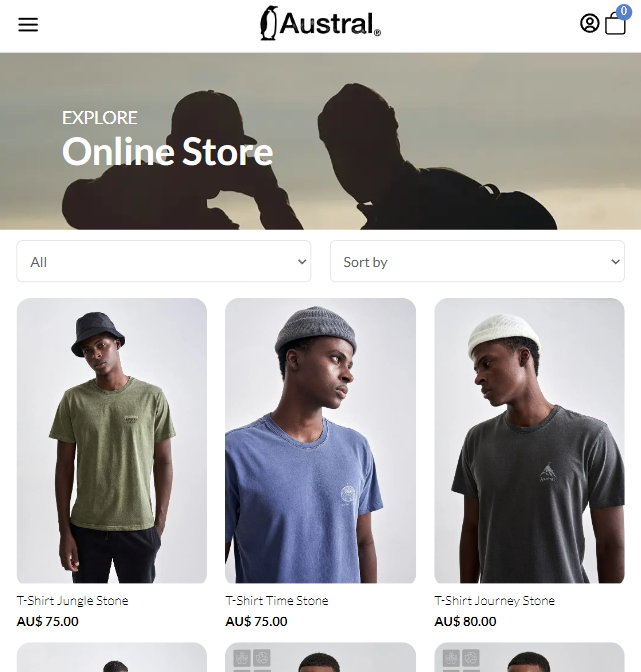 Austral®
0
EXPLORE
Online Store
All
Sort by
T-Shirt Jungle Stone
AU$ 75.00
T-Shirt Time Stone
AU$ 75.00
T-Shirt Journey Stone
AU$ 80.00